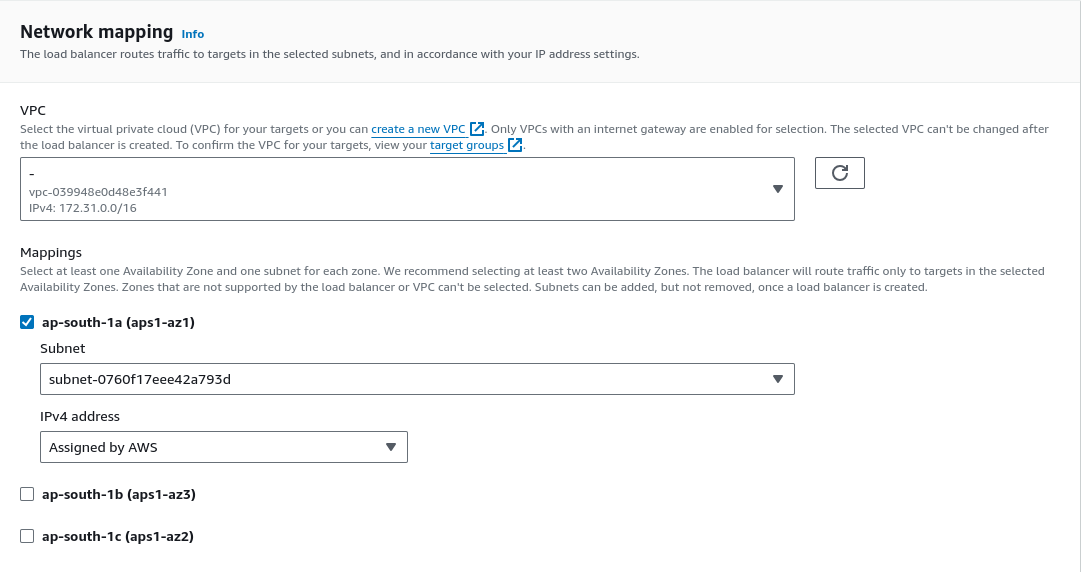 Network mapping Info
The load balancer routes traffic to targets in the selected subnets, and in accordance with your IP address settings.
VPC
Select the virtual private cloud (VPC) for your targets or you can create a new VPC. Only VPCs with an internet gateway are enabled for selection. The selected VPC can't be changed after
the load balancer is created. To confirm the VPC for your targets, view your target groups.
-
vpc-039948e0d48e3f441
IPv4: 172.31.0.0/16
Mappings
Select at least one Availability Zone and one subnet for each zone. We recommend selecting at least two Availability Zones. The load balancer will route traffic only to targets in the selected
Availability Zones. Zones that are not supported by the load balancer or VPC can't be selected. Subnets can be added, but not removed, once a load balancer is created.
ap-south-1a (aps1-az1)
Subnet
subnet-0760f17eee42a793d
IPv4 address
Assigned by AWS
ap-south-1b (aps1-az3)
ap-south-1c (aps1-az2)